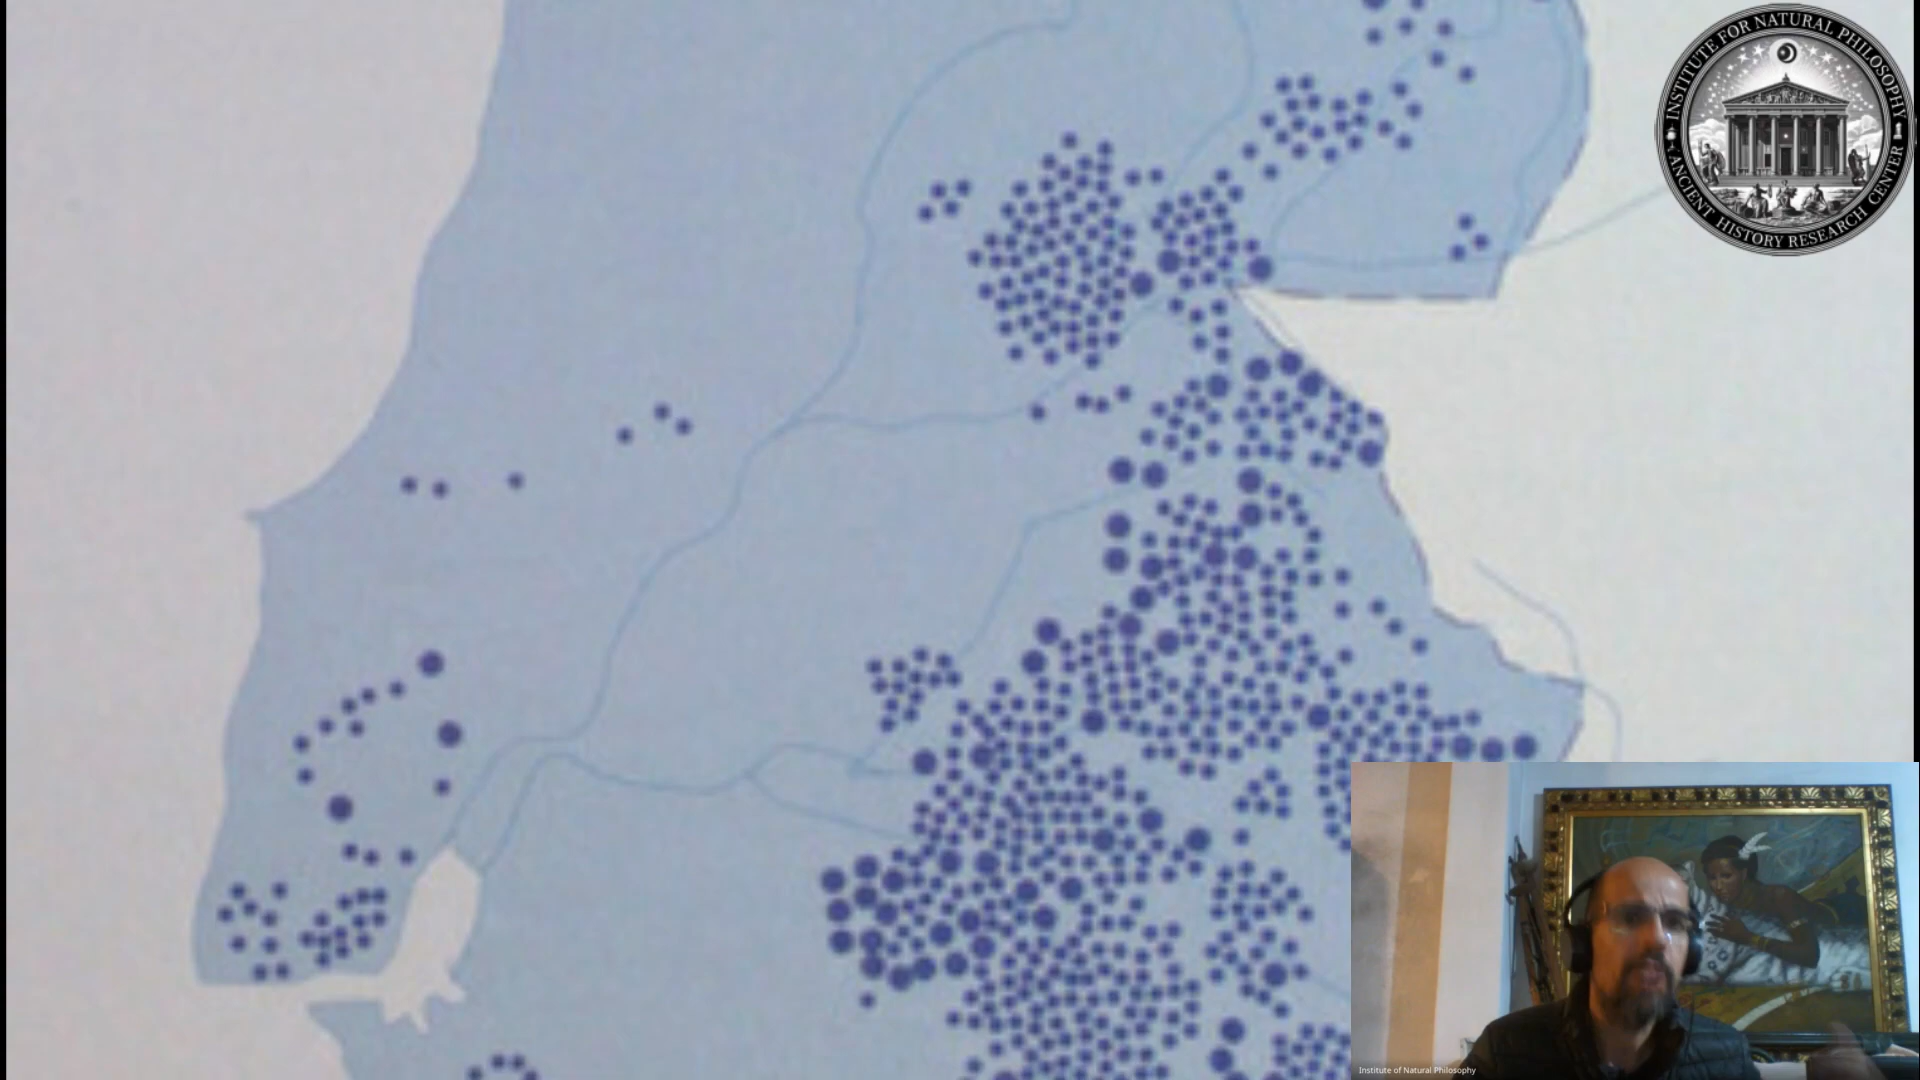 INSTITUTE FOR NATURAL PHILOSOPHY
ANCIENT HISTORY RESEARCH CENTER
Institute of Natural Philosophy